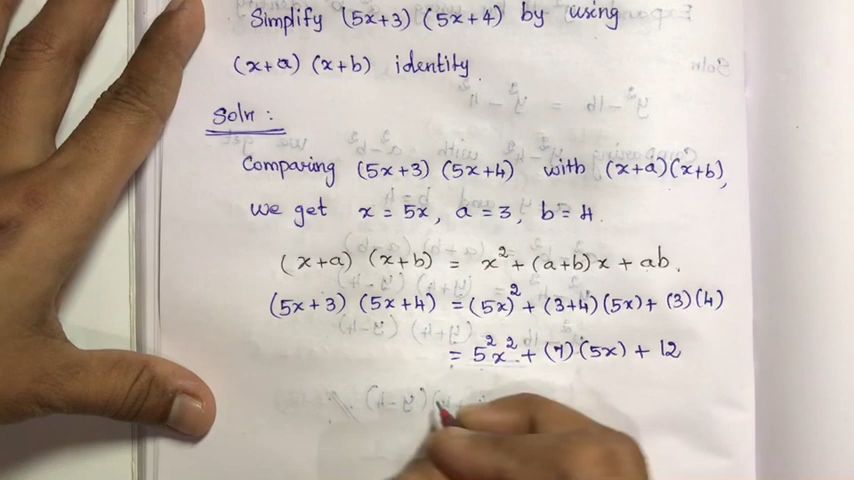 Simplify (5x+3) (5x+4) by using
(x+a) (x+b) identity.
Soln :
Comparing (5x+3) (5x+4) with (x+a)(x+b),
we get x = 5x, a = 3, b = 4.
(x+a) (x+b) = x² + (a+b) x + ab.
(5x+3) (5x+4) = (5x)² + (3+4) (5x) + (3) (4)
= 5²x² + (7) (5x) + 12